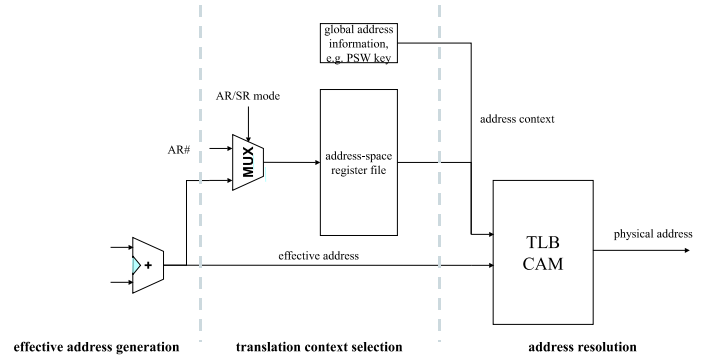 global address
information,
e.g. PSW key
AR/SR mode
address context
AR#
MUX
address-space
register file
physical address
TLB
CAM
+
effective address
effective address generation
translation context selection
address resolution